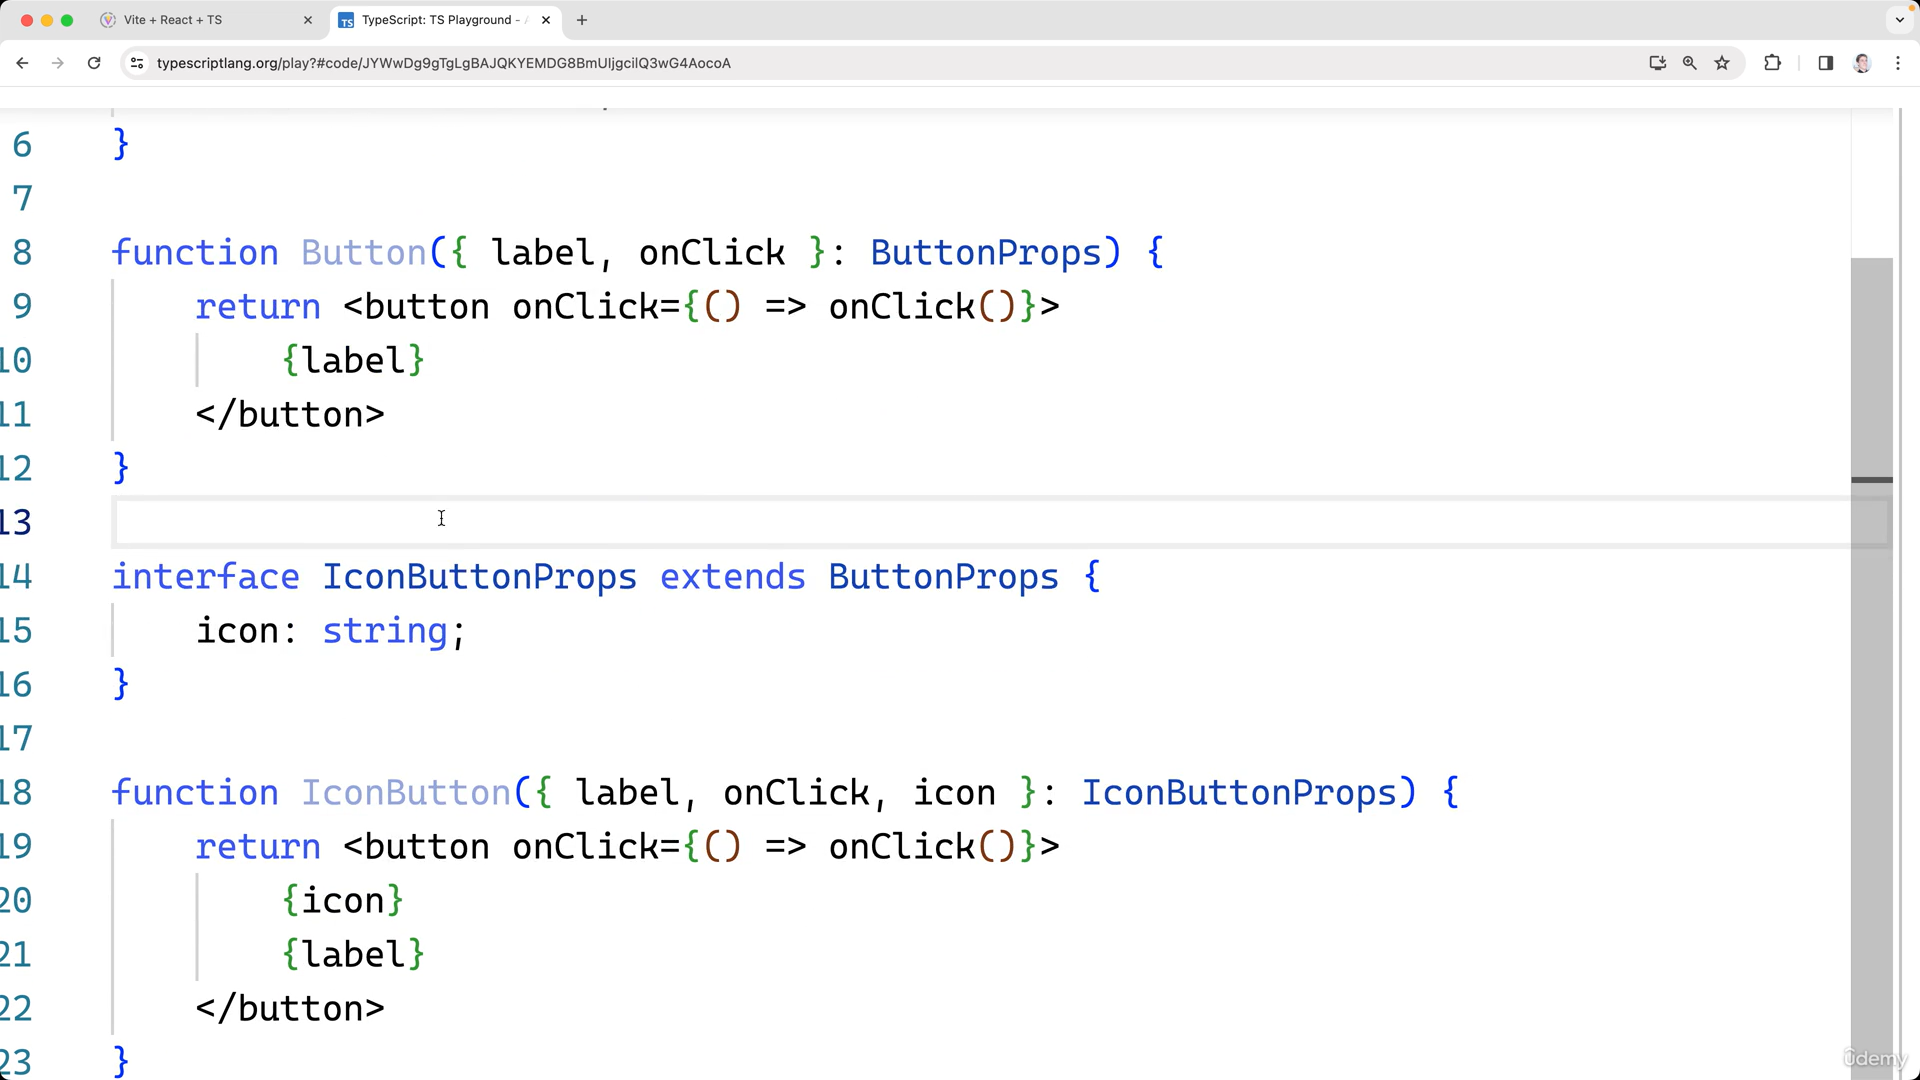 Vite + React + TS
TS
TypeScript: TS Playground -
typescriptlang.org/play?#code/JYWwDg9gTgLgBAJQKYEMDG8BmUIjgcilQ3wG4AocoA
6 }
7
8 function Button({ label, onClick }: ButtonProps) {
9 return <button onClick={() => onClick()}>
10 {label}
11 </button>
12 }
13
14 interface IconButtonProps extends ButtonProps {
15 icon: string;
16 }
17
18 function IconButton({ label, onClick, icon }: IconButtonProps) {
19 return <button onClick={() => onClick()}>
20 {icon}
21 {label}
22 </button>
23 }
ûdemy